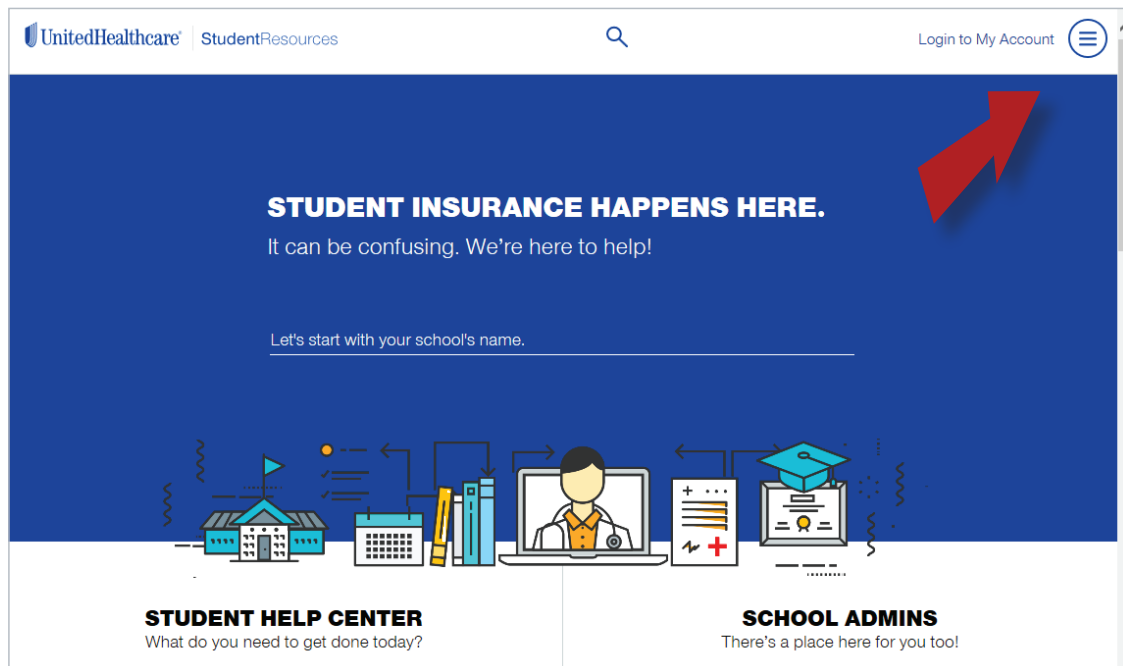 UnitedHealthcare® StudentResources
Login to My Account
STUDENT INSURANCE HAPPENS HERE.
It can be confusing. We're here to help!
Let's start with your school's name.
STUDENT HELP CENTER
What do you need to get done today?
SCHOOL ADMINS
There's a place here for you too!